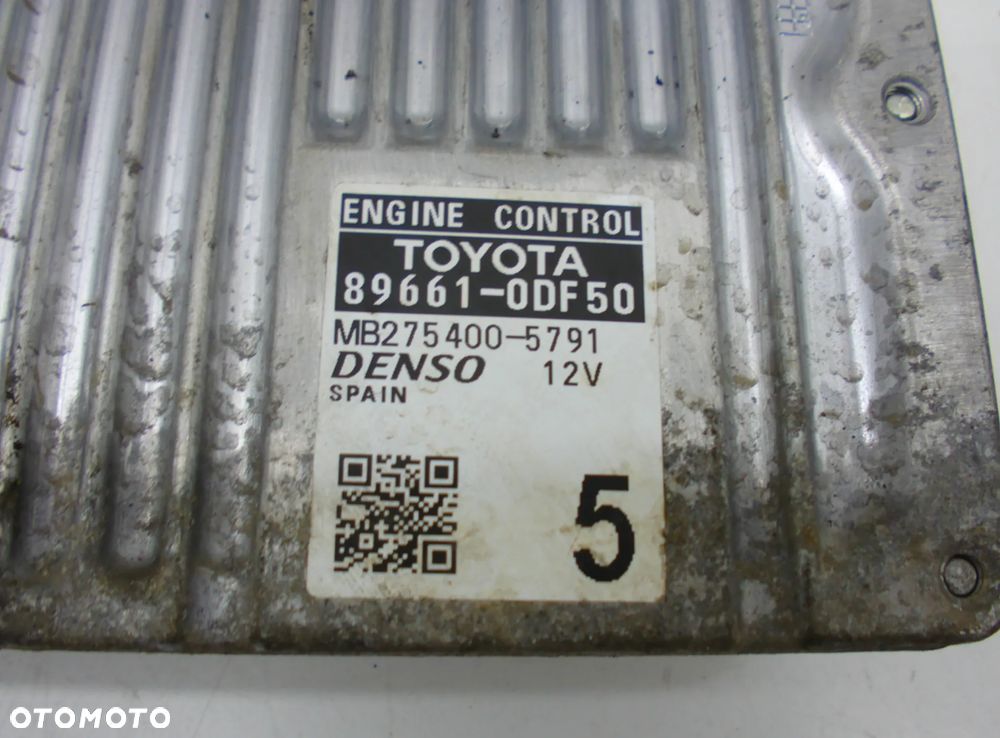 ENGINE CONTROL
TOYOTA
89661-0DF50
MB275400-5791
DENSO 12V
SPAIN
5
OTOMOTO